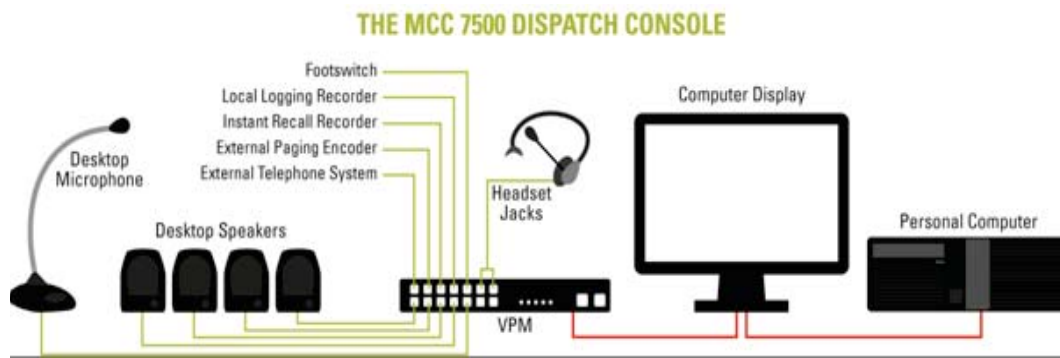 THE MCC 7500 DISPATCH CONSOLE
Footswitch
Local Logging Recorder
Instant Recall Recorder
External Paging Encoder
External Telephone System
Desktop
Microphone
Desktop Speakers
Headset
Jacks
Computer Display
Personal Computer
VPM